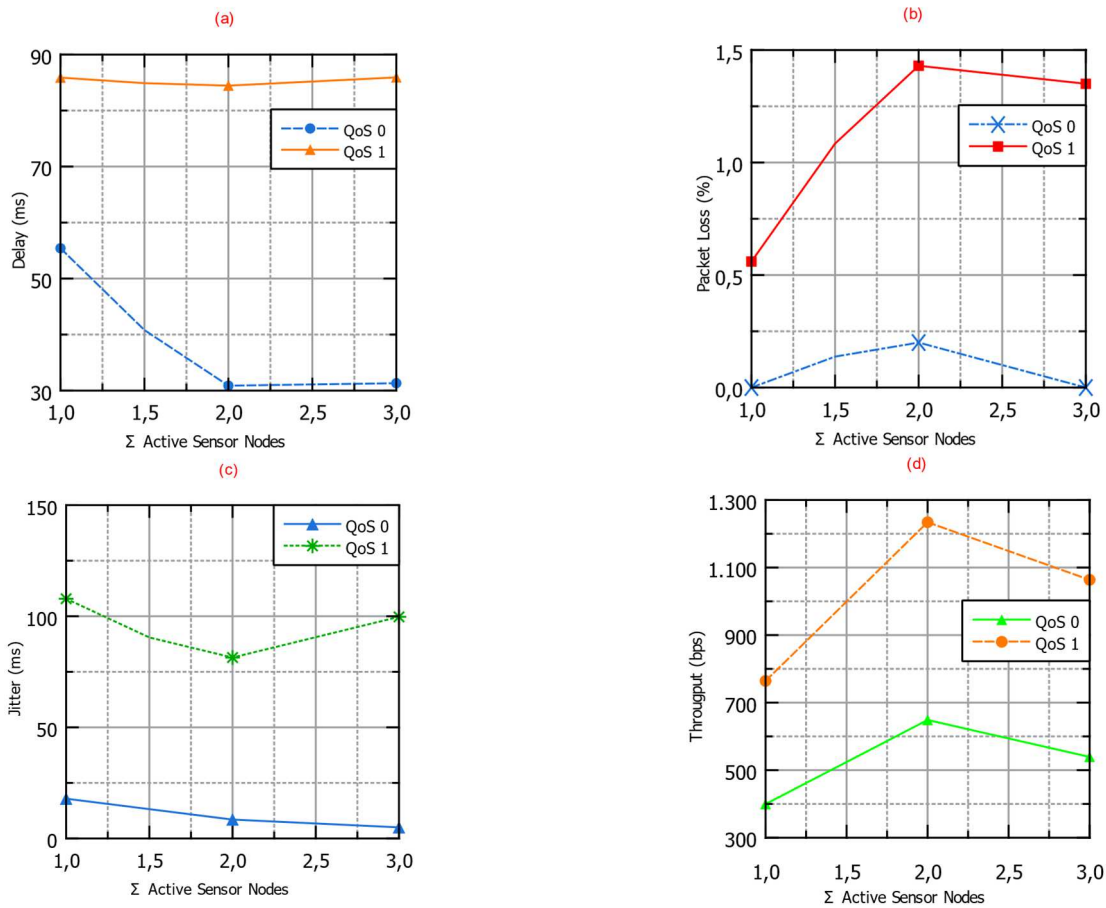 (a)
90
70
50
30
Delay (ms)
QoS 0
QoS 1
1,0 1,5 2,0 2,5 3,0
Σ Active Sensor Nodes
(b)
1,5
1,0
0,5
0,0
Packet Loss (%)
QoS 0
QoS 1
1,0 1,5 2,0 2,5 3,0
Σ Active Sensor Nodes
(c)
150
100
50
0
Jitter (ms)
QoS 0
QoS 1
1,0 1,5 2,0 2,5 3,0
Σ Active Sensor Nodes
(d)
1.300
1.100
900
700
500
300
Througput (bps)
QoS 0
QoS 1
1,0 1,5 2,0 2,5 3,0
Σ Active Sensor Nodes